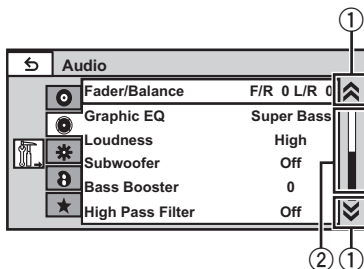 ①
Audio
Fader/Balance F/R 0 L/R 0
Graphic EQ Super Bass
Loudness High
Subwoofer Off
Bass Booster 0
High Pass Filter Off
② ①